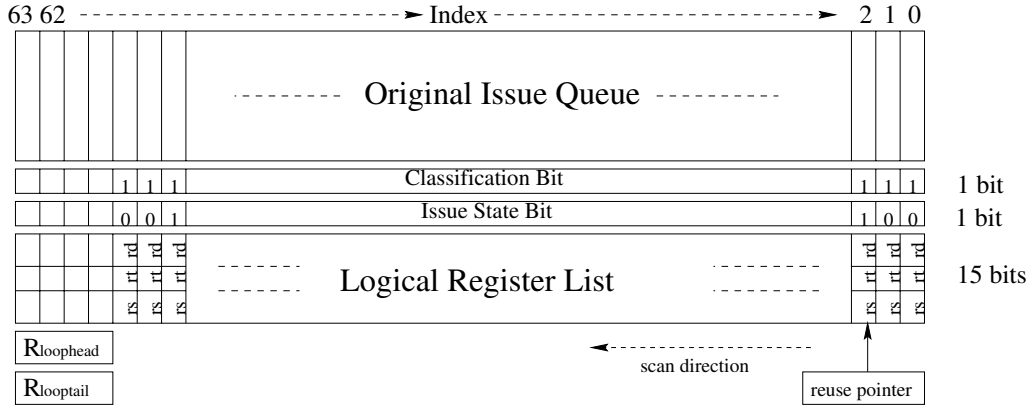 63 62 Index 2 1 0
Original Issue Queue
1 1 1 Classification Bit 1 1 1 1 bit
0 0 1 Issue State Bit 1 0 0 1 bit
rd rd rd rd rd rd
rt rt rt Logical Register List rt rt rt 15 bits
rs rs rs rs rs rs
Rloophead
scan direction
Rlooptail reuse pointer